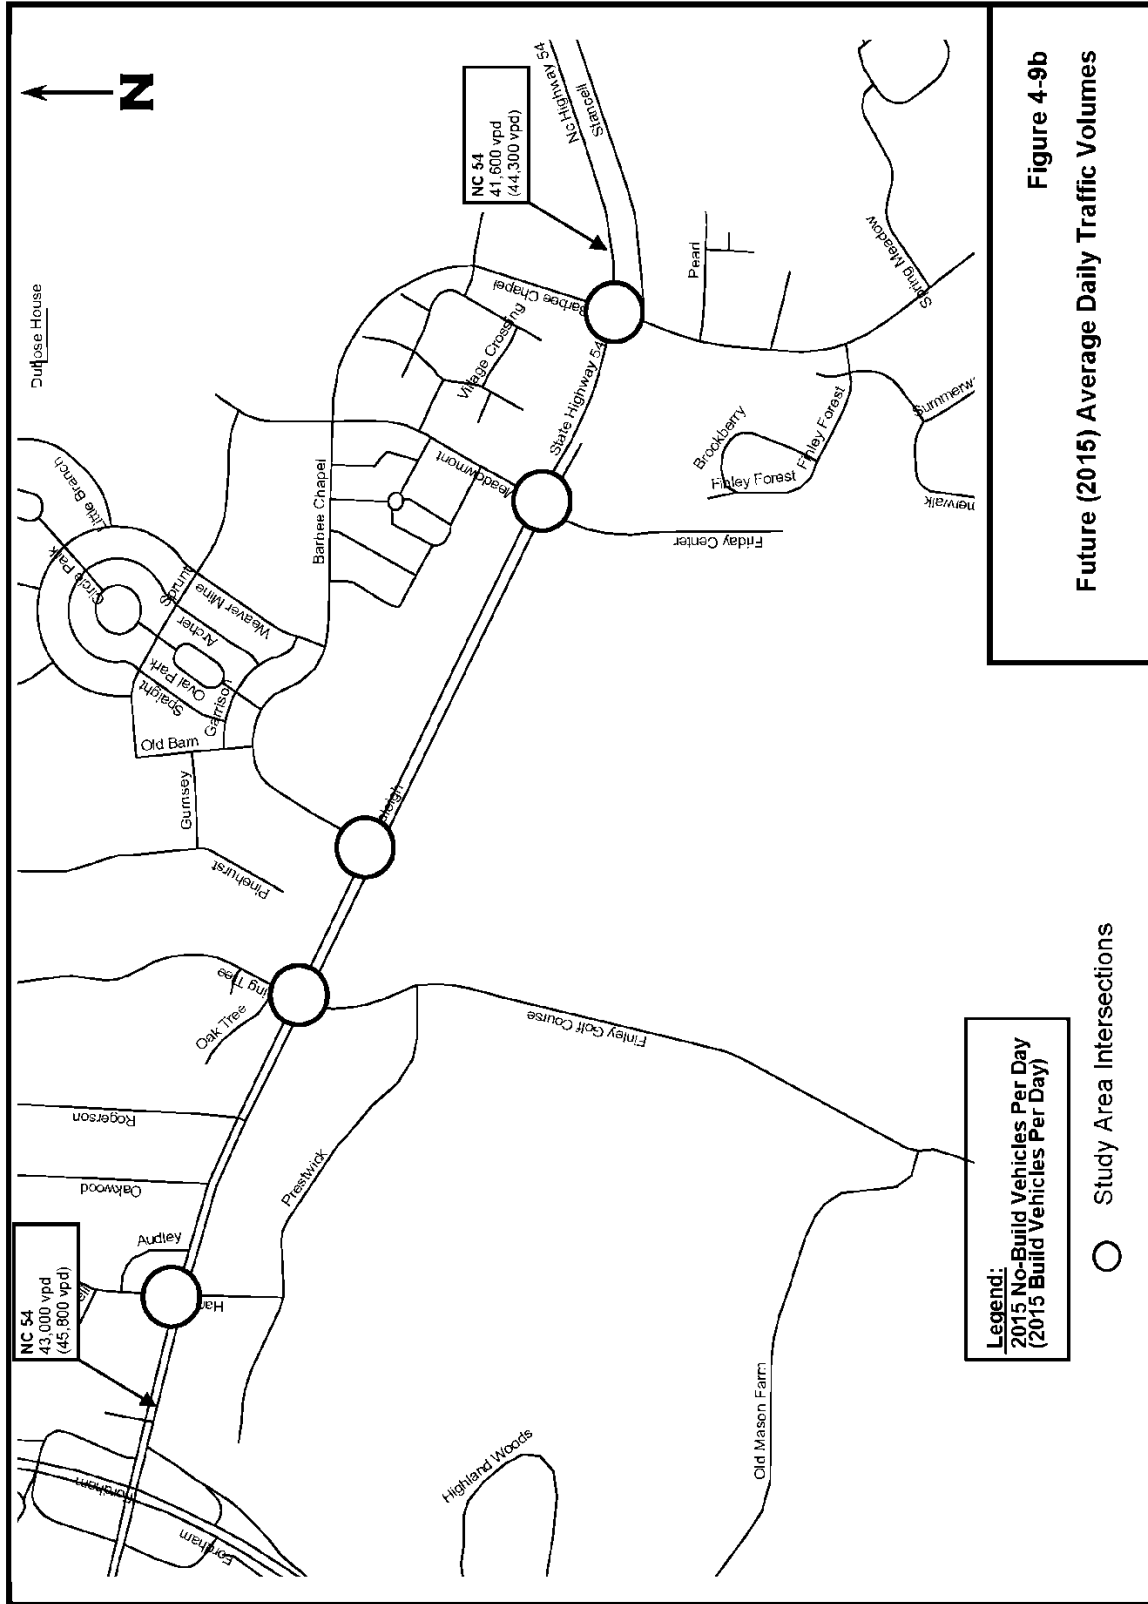 Figure 4-9b
Future (2015) Average Daily Traffic Volumes
N
NC 54
41,600 vpd
(44,300 vpd)
NC 54
43,000 vpd
(45,800 vpd)
Legend:
2015 No-Build Vehicles Per Day
(2015 Build Vehicles Per Day)
Study Area Intersections
Nc Highway 54
Stancell
State Highway 54
Barbee Chapel
Village Crossing
Meadowmont
Barbee Chapel
DuBose House
Little Branch
Circle Park
Sprunt
Weaver Mine
Archer
Oval Park
Spaight
Garrison
Old Barn
Gurnsey
Pinehurst
Oak Tree
Rogerson
Oakwood
Audley
Prestwick
Finley Golf Course
Fordham
Fordham
Highland Woods
Old Mason Farm
Friday Center
Brookberry
Finley Forest
Finley Forest
Pearl
Spring Meadow